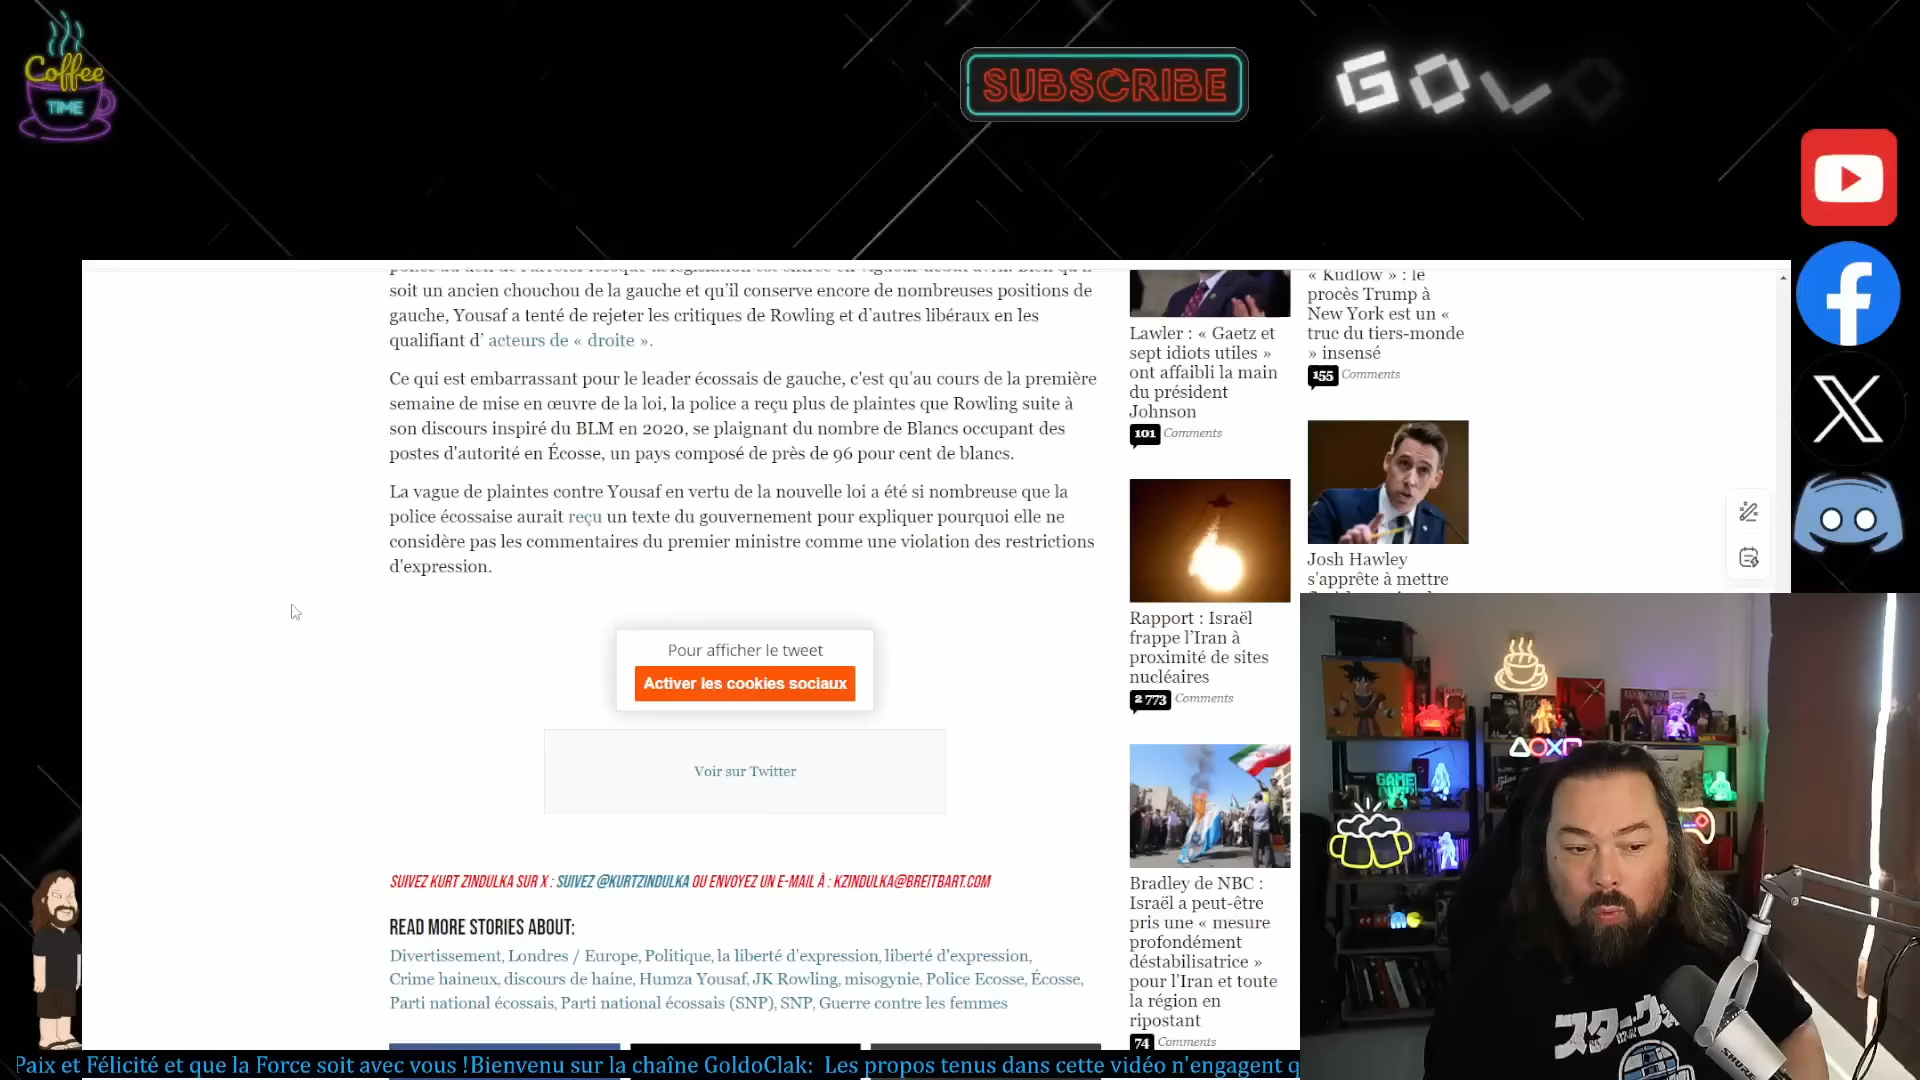 Coffee
TIME
SUBSCRIBE
GOL
soit un ancien chouchou de la gauche et qu'il conserve encore de nombreuses positions de
gauche, Yousaf a tenté de rejeter les critiques de Rowling et d'autres libéraux en les
qualifiant d' acteurs de « droite ».
Ce qui est embarrassant pour le leader écossais de gauche, c'est qu'au cours de la première
semaine de mise en œuvre de la loi, la police a reçu plus de plaintes que Rowling suite à
son discours inspiré du BLM en 2020, se plaignant du nombre de Blancs occupant des
postes d'autorité en Écosse, un pays composé de près de 96 pour cent de blancs.
La vague de plaintes contre Yousaf en vertu de la nouvelle loi a été si nombreuse que la
police écossaise aurait reçu un texte du gouvernement pour expliquer pourquoi elle ne
considère pas les commentaires du premier ministre comme une violation des restrictions
d'expression.
Pour afficher le tweet
Activer les cookies sociaux
Voir sur Twitter
SUIVEZ KURT ZINDULKA SUR X : SUIVEZ @KURTZINDULKA OU ENVOYEZ UN E-MAIL À : KZINDULKA@BREITBART.COM
READ MORE STORIES ABOUT:
Divertissement, Londres / Europe, Politique, la liberté d'expression, liberté d'expression,
Crime haineux, discours de haine, Humza Yousaf, JK Rowling, misogynie, Police Ecosse, Écosse,
Parti national écossais, Parti national écossais (SNP), SNP, Guerre contre les femmes
Lawler : « Gaetz et
sept idiots utiles »
ont affaibli la main
du président
Johnson
101 Comments
Rapport : Israël
frappe l'Iran à
proximité de sites
nucléaires
2 773 Comments
Bradley de NBC :
Israël a peut-être
pris une « mesure
profondément
déstabilisatrice »
pour l'Iran et toute
la région en
ripostant
74 Comments
« Kudlow » : le
procès Trump à
New York est un «
truc du tiers-monde
» insensé
155 Comments
Josh Hawley
s'apprête à mettre
GAME
スター・ウ
SHURE
Paix et Félicité et que la Force soit avec vous !Bienvenu sur la chaîne GoldoClak: Les propos tenus dans cette vidéo n'engagent q